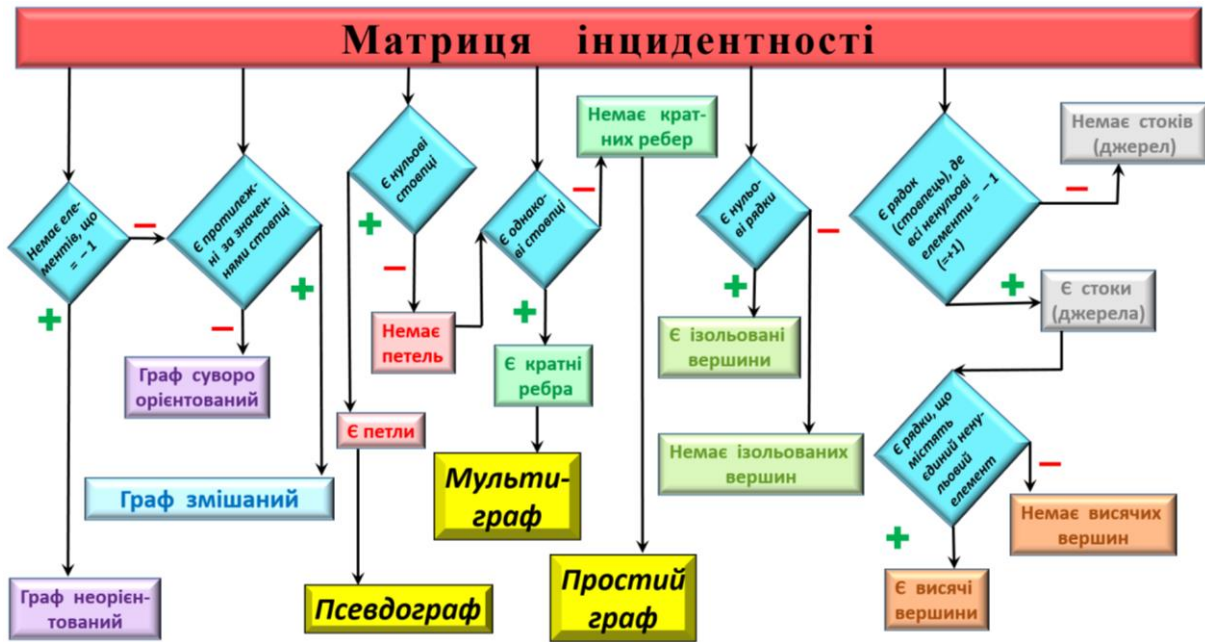 Матриця інцидентності
Немає еле-
ментів, що
= – 1
Є протилеж-
ні за значен-
нями стовпці
Граф суворо
орієнтований
Граф змішаний
Граф неорієн-
тований
Є нульові
стовпці
Немає
петель
Є петли
Псевдограф
Є однако-
ві стовпці
Немає крат-
них ребер
Є кратні
ребра
Мульти-
граф
Простий
граф
Є нульо-
ві рядки
Є ізольовані
вершини
Немає ізольованих
вершин
Є рядок
(стовпець), де
всі ненульові
елементи = – 1
(=+1)
Немає стоків
(джерел)
Є стоки
(джерела)
Є рядки, що
містять
єдиний нену-
льовий
елемент
Немає висячих
вершин
Є висячі
вершини